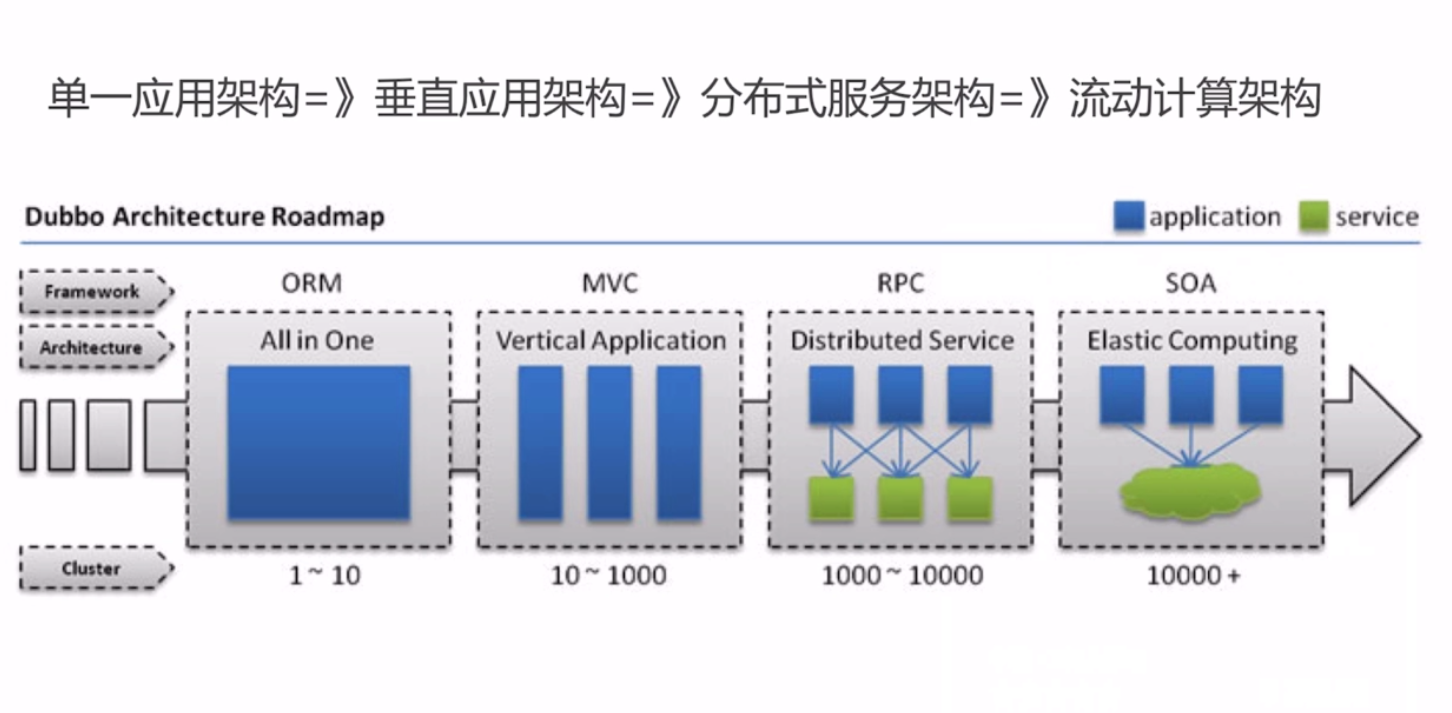 单一应用架构=》垂直应用架构=》分布式服务架构=》流动计算架构
Dubbo Architecture Roadmap
application service
Framework ORM MVC RPC SOA
Architecture All in One Vertical Application Distributed Service Elastic Computing
Cluster 1 ~ 10 10 ~ 1000 1000 ~ 10000 10000 +